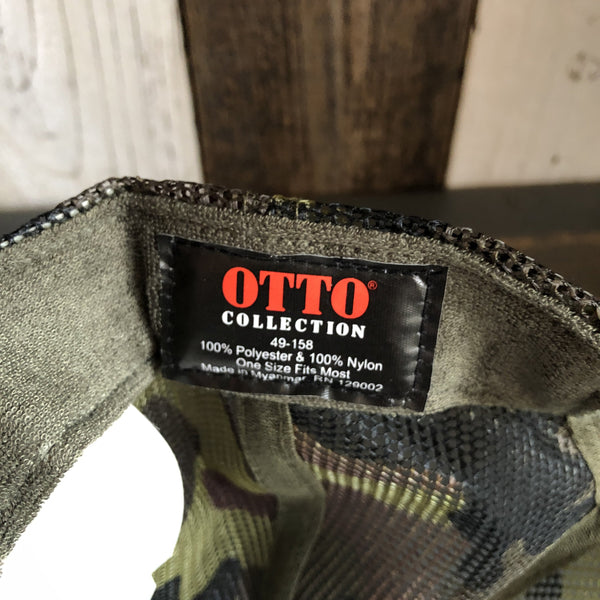 OTTO®
COLLECTION
49-158
100% Polyester & 100% Nylon
One Size Fits Most
Made in Myanmar RN 129002